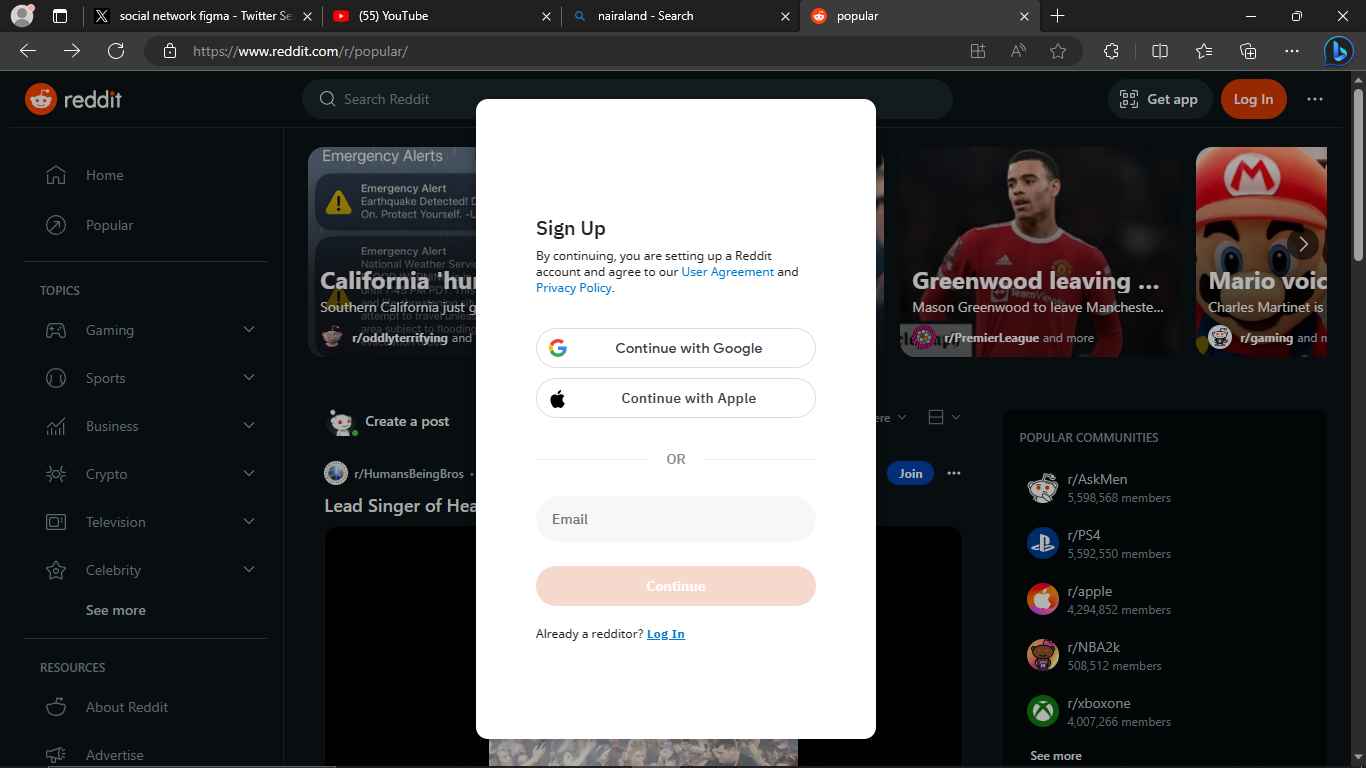 social network figma - Twitter Se
(55) YouTube
nairaland - Search
popular
https://www.reddit.com/r/popular/
reddit
Search Reddit
Get app
Log In
Home
Popular
TOPICS
Gaming
Sports
Business
Crypto
Television
Celebrity
See more
RESOURCES
About Reddit
Advertise
Emergency Alerts
Emergency Alert
Earthquake Detected! D
On. Protect Yourself. -U
Emergency Alert
National Weather Servic
California 'hur
Southern California just g
r/oddlyterrifying and
Greenwood leaving ...
Mason Greenwood to leave Mancheste...
r/PremierLeague and more
Mario voic
Charles Martinet is
r/gaming and m
Create a post
ere
r/HumansBeingBros •
Join
Lead Singer of Hea
Sign Up
By continuing, you are setting up a Reddit
account and agree to our User Agreement and
Privacy Policy.
Continue with Google
Continue with Apple
OR
Email
Continue
Already a redditor? Log In
POPULAR COMMUNITIES
r/AskMen
5,598,568 members
r/PS4
5,592,550 members
r/apple
4,294,852 members
r/NBA2k
508,512 members
r/xboxone
4,007,266 members
See more